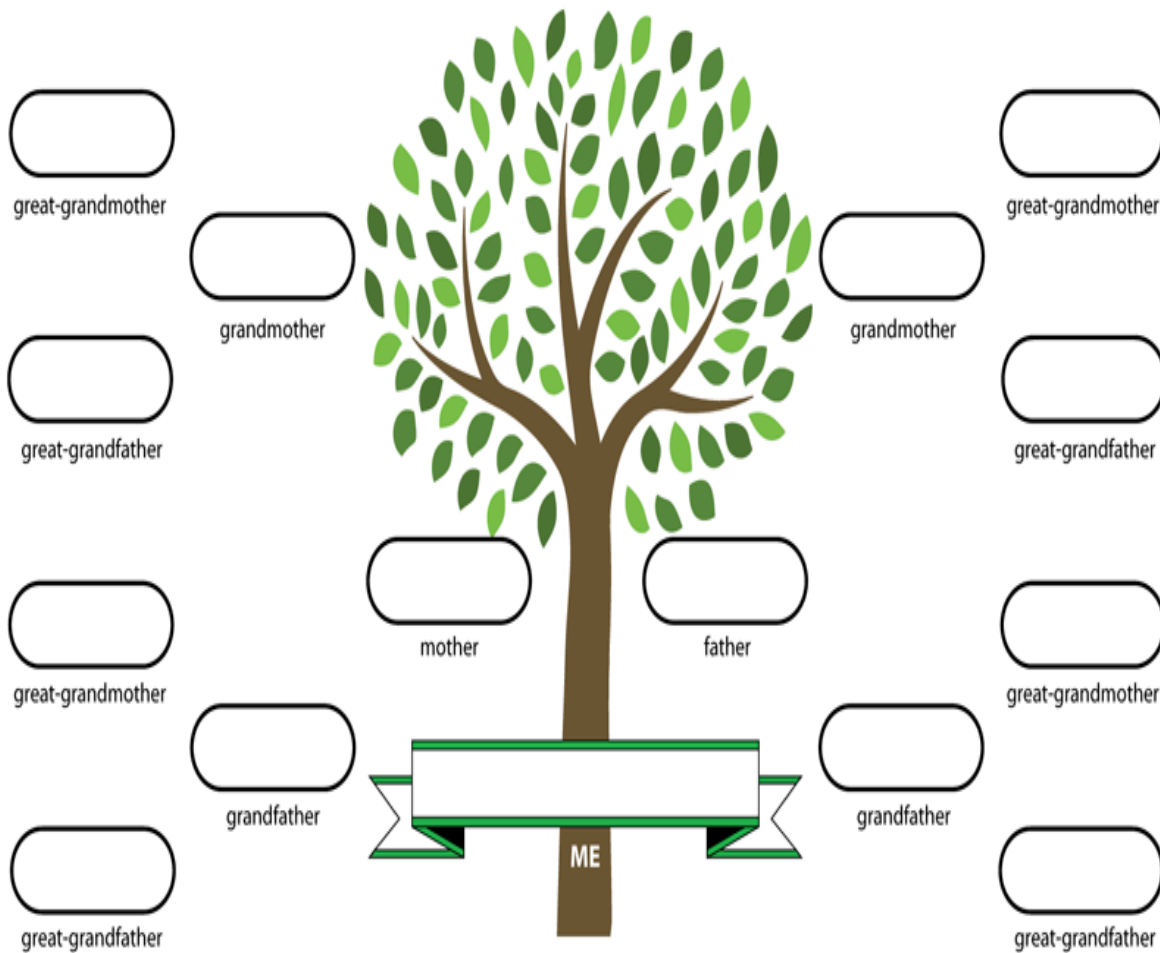 great-grandmother
great-grandmother
grandmother
grandmother
great-grandfather
great-grandfather
mother
father
great-grandmother
great-grandmother
grandfather
grandfather
ME
great-grandfather
great-grandfather